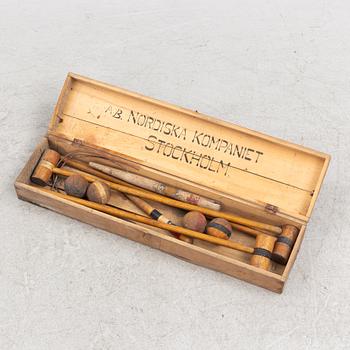 A.B. NORDISKA KOMPANIET
STOCKHOLM